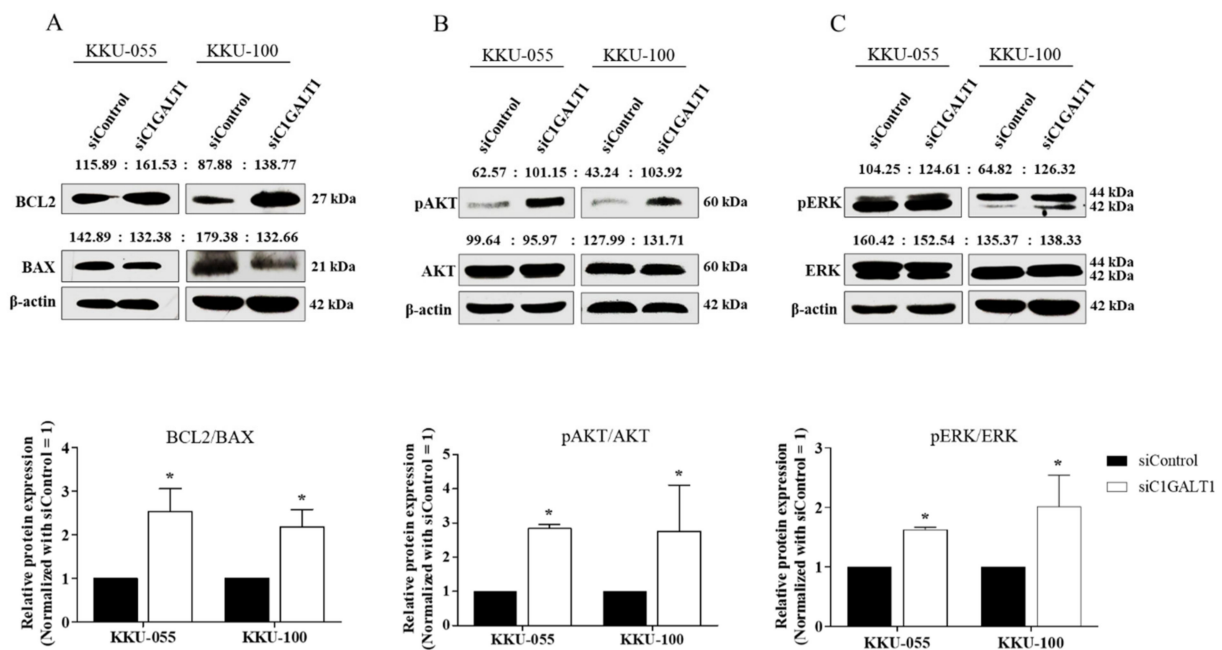 A
KKU-055 KKU-100
siControl siC1GALT1 siControl siC1GALT1
115.89 : 161.53 : 87.88 : 138.77
BCL2 27 kDa
142.89 : 132.38 : 179.38 : 132.66
BAX 21 kDa
β-actin 42 kDa
B
KKU-055 KKU-100
siControl siC1GALT1 siControl siC1GALT1
62.57 : 101.15 : 43.24 : 103.92
pAKT 60 kDa
99.64 : 95.97 : 127.99 : 131.71
AKT 60 kDa
β-actin 42 kDa
C
KKU-055 KKU-100
siControl siC1GALT1 siControl siC1GALT1
104.25 : 124.61 : 64.82 : 126.32
pERK 44 kDa
42 kDa
160.42 : 152.54 : 135.37 : 138.33
ERK 44 kDa
42 kDa
β-actin 42 kDa
BCL2/BAX
Relative protein expression
(Normalized with siControl = 1)
4
3
2
1
0
* *
KKU-055 KKU-100
pAKT/AKT
Relative protein expression
(Normalized with siControl = 1)
5
4
3
2
1
0
* *
KKU-055 KKU-100
pERK/ERK
Relative protein expression
(Normalized with siControl = 1)
3
2
1
0
* *
KKU-055 KKU-100
siControl
siC1GALT1